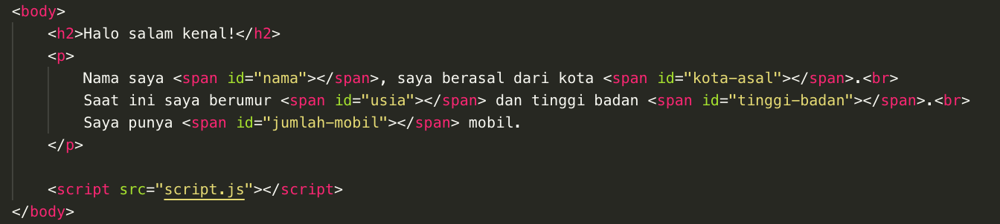 <body>
<h2>Halo salam kenal!</h2>
<p>
Nama saya <span id="nama"></span>, saya berasal dari kota <span id="kota-asal"></span>.<br>
Saat ini saya berumur <span id="usia"></span> dan tinggi badan <span id="tinggi-badan"></span>.<br>
Saya punya <span id="jumlah-mobil"></span> mobil.
</p>
<script src="script.js"></script>
</body>